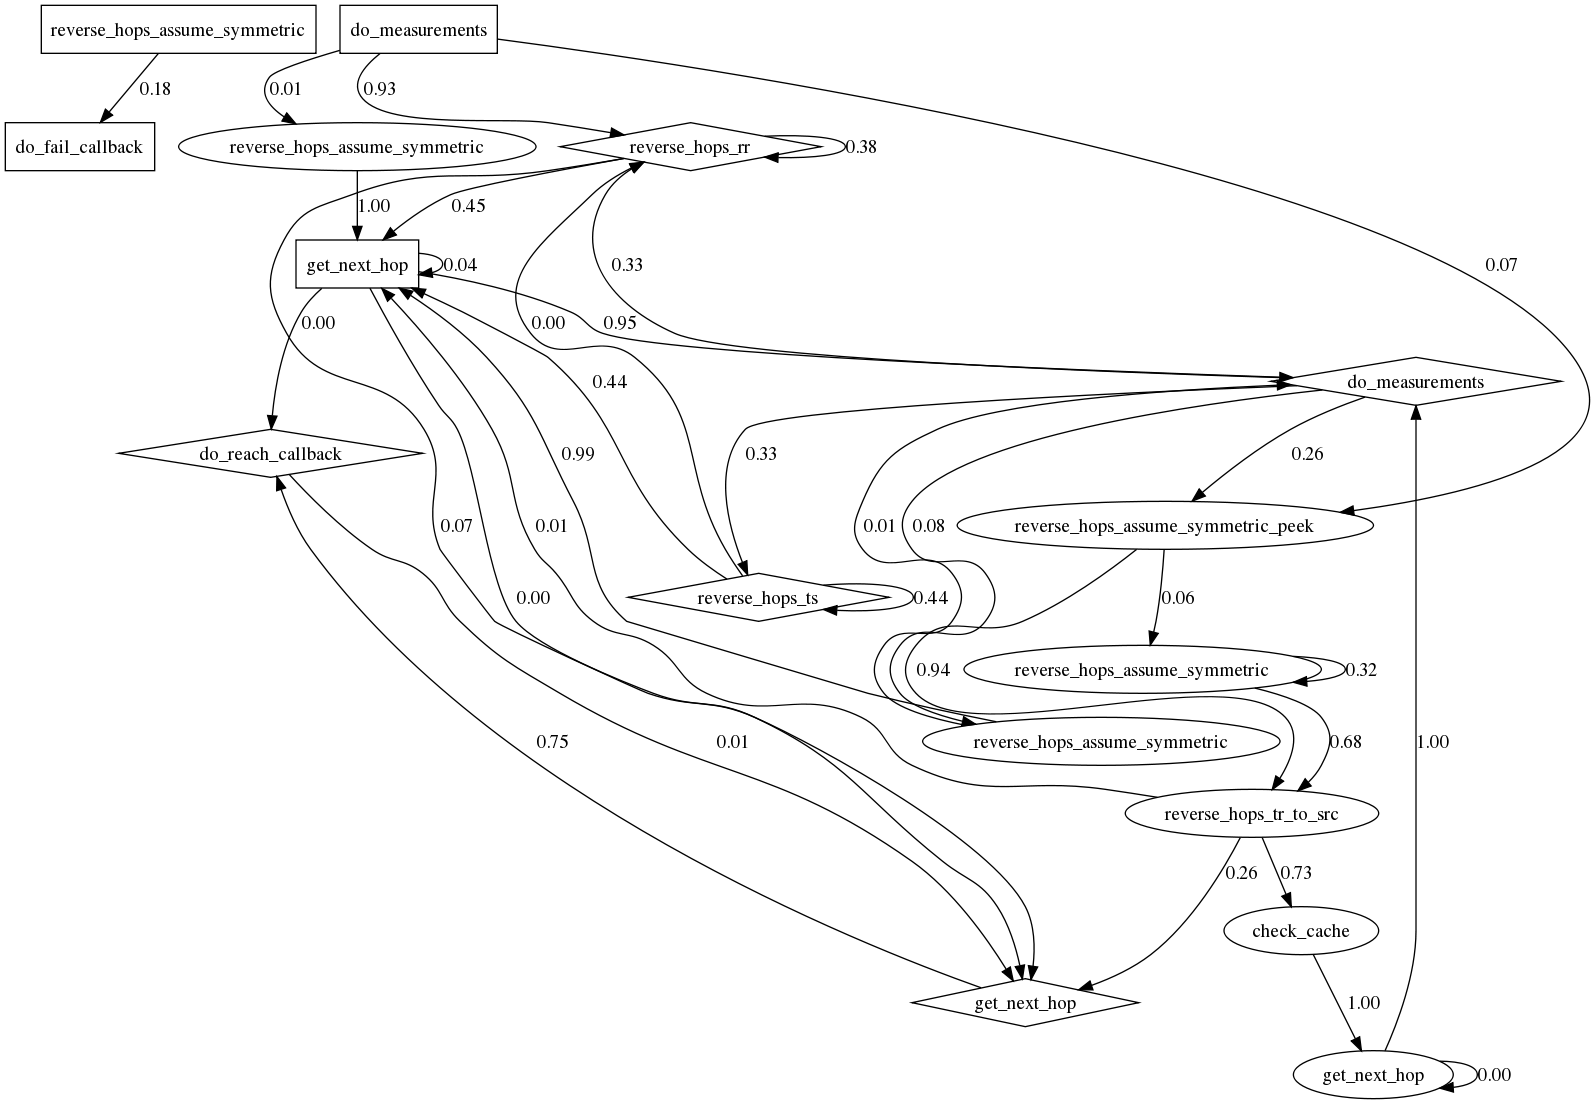 reverse_hops_assume_symmetric
do_measurements
0.18
0.01
0.93
do_fail_callback
reverse_hops_assume_symmetric
reverse_hops_rr
0.38
1.00
0.45
get_next_hop
0.04
0.33
0.07
0.00
0.00
0.95
0.44
do_measurements
do_reach_callback
0.99
0.33
0.26
0.07
0.01
0.01
0.08
reverse_hops_assume_symmetric_peek
0.00
reverse_hops_ts
0.44
0.06
0.94
reverse_hops_assume_symmetric
0.32
0.75
0.01
reverse_hops_assume_symmetric
0.68
1.00
reverse_hops_tr_to_src
0.26
0.73
check_cache
get_next_hop
1.00
get_next_hop
0.00